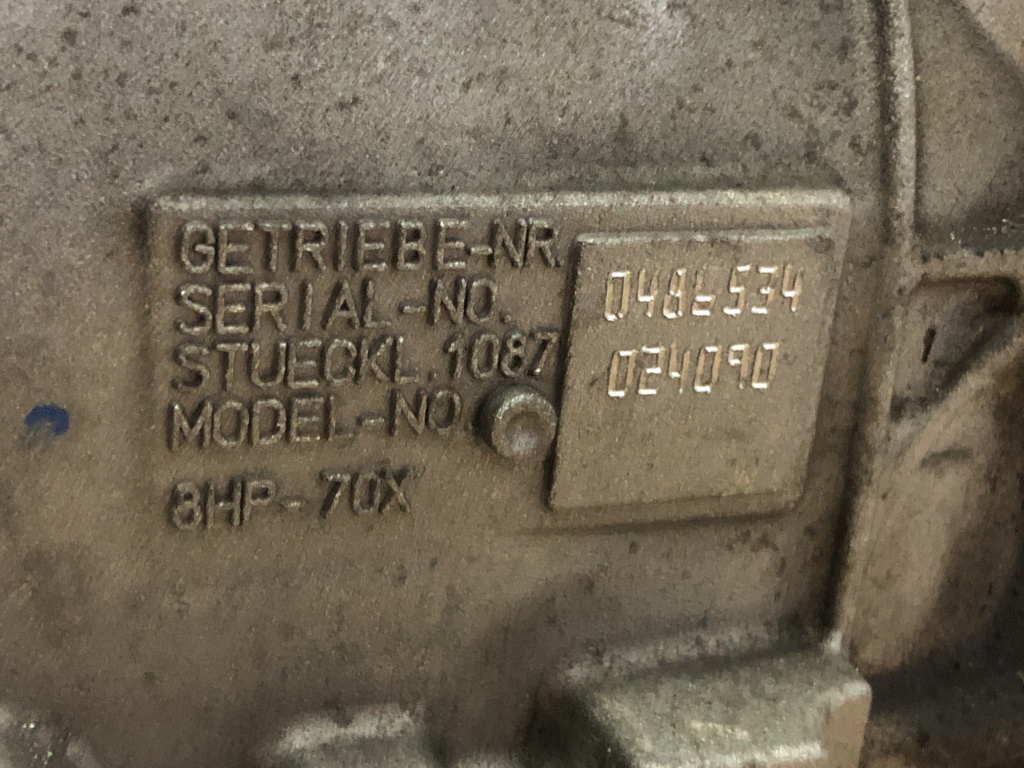 GETRIEBE-NR.
SERIAL-NO. 0486534
STUECKL.1087 024090
MODEL-NO.
8HP-70X